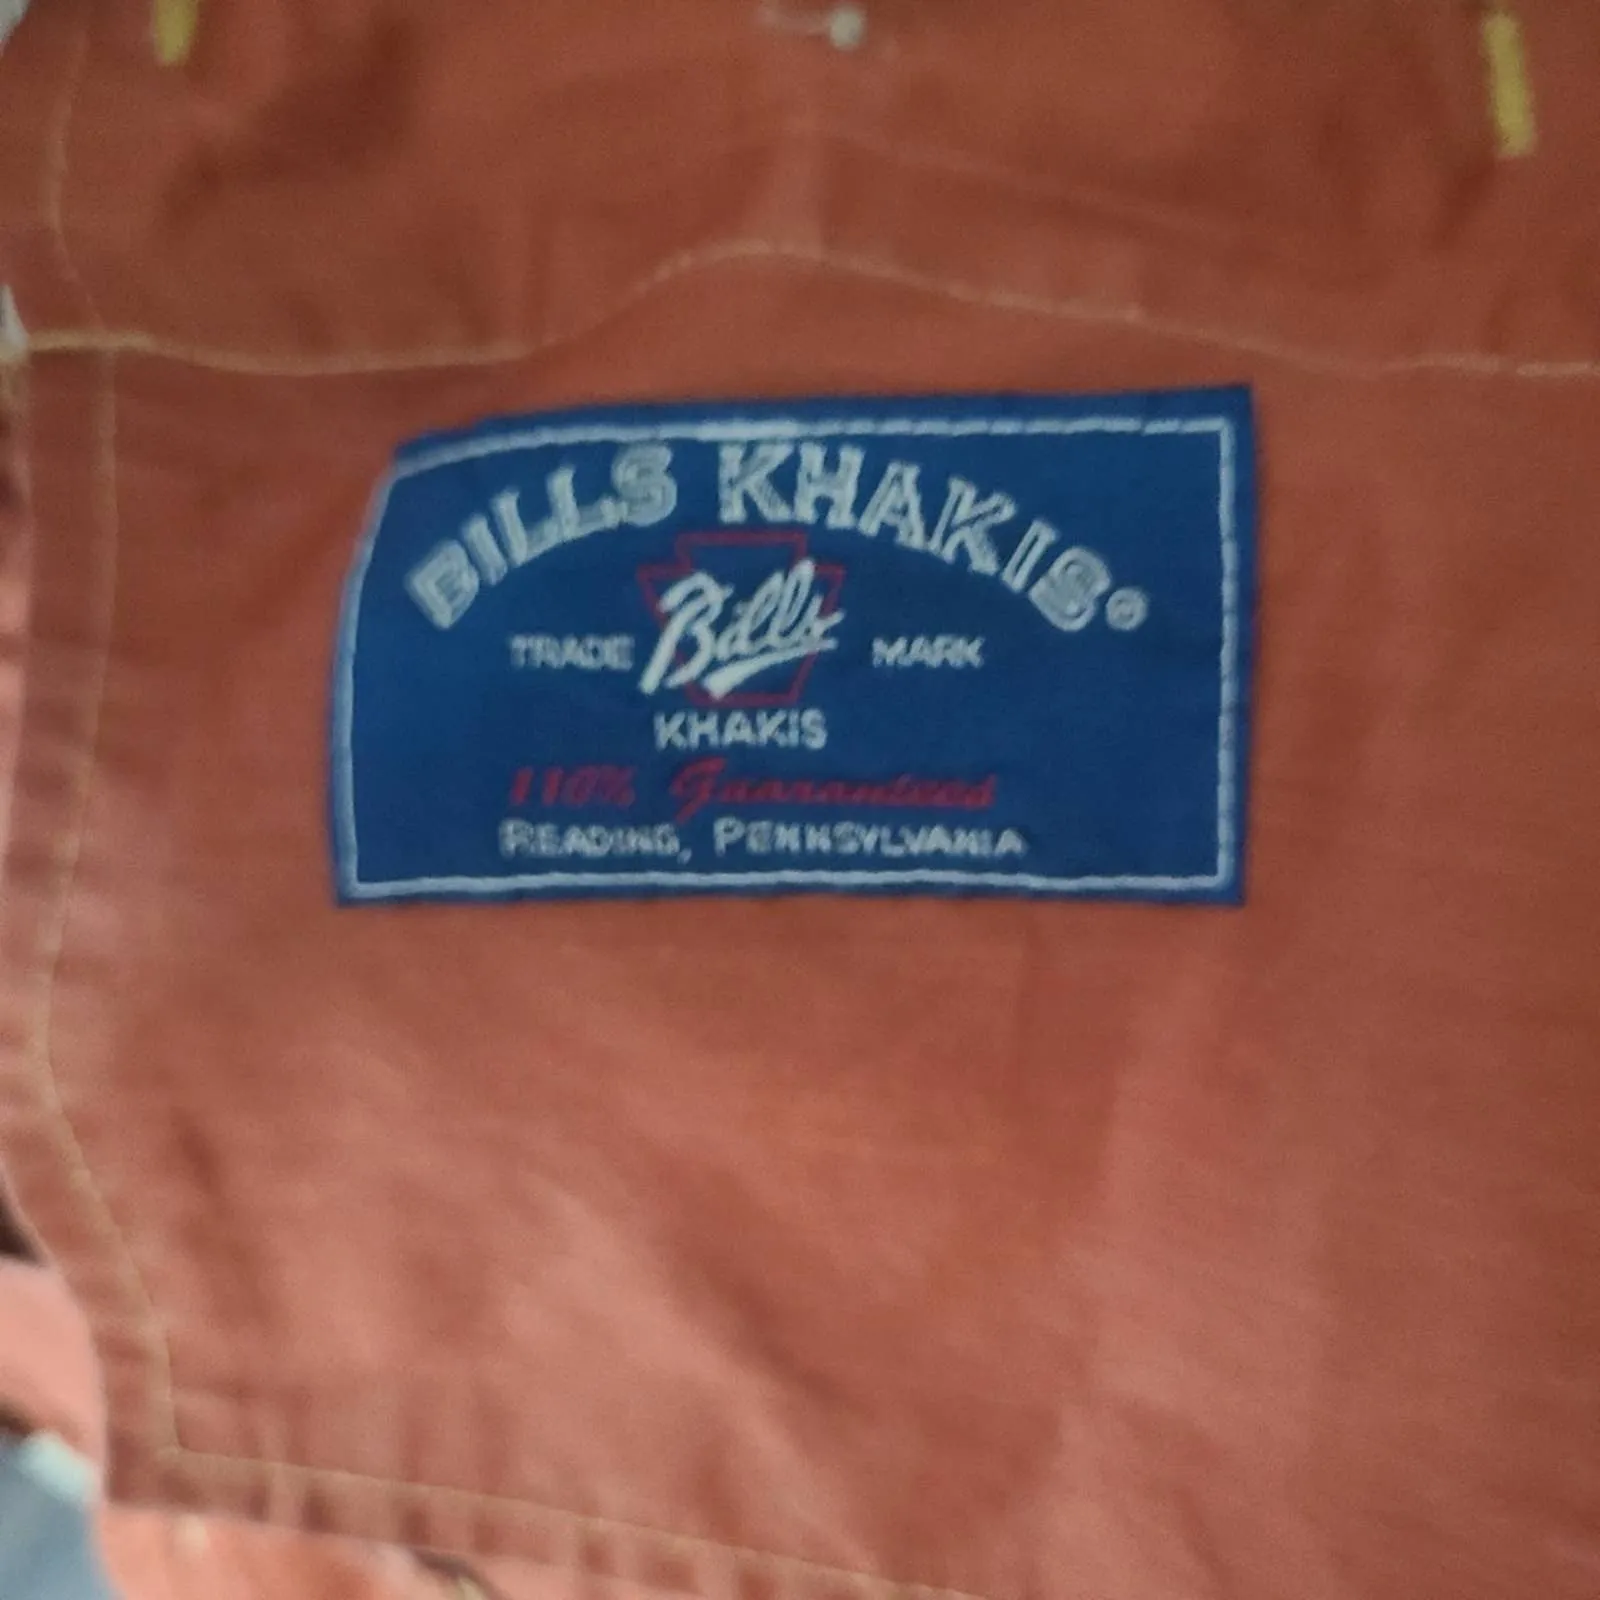 BILLS KHAKIS®
TRADE Bills MARK
KHAKIS
110% Guaranteed
READING, PENNSYLVANIA